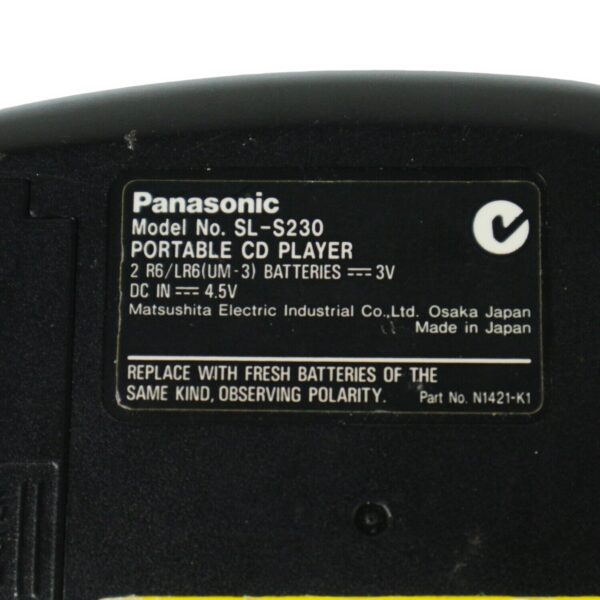 Panasonic
Model No. SL-S230
PORTABLE CD PLAYER
2 R6/LR6(UM-3) BATTERIES ⎓ 3V
DC IN ⎓ 4.5V
Matsushita Electric Industrial Co.,Ltd. Osaka Japan
Made in Japan
REPLACE WITH FRESH BATTERIES OF THE
SAME KIND, OBSERVING POLARITY. Part No. N1421-K1